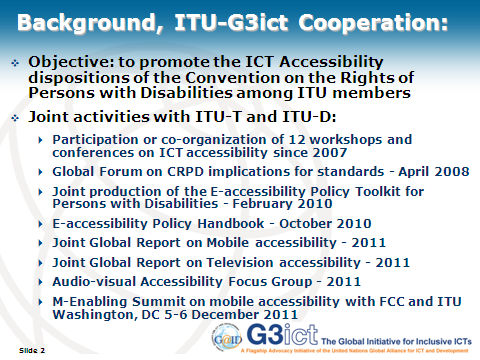 Background, ITU-G3ict Cooperation:
Objective: to promote the ICT Accessibility
dispositions of the Convention on the Rights of
Persons with Disabilities among ITU members
Joint activities with ITU-T and ITU-D:
Participation or co-organization of 12 workshops and
conferences on ICT accessibility since 2007
Global Forum on CRPD implications for standards - April 2008
Joint production of the E-accessibility Policy Toolkit for
Persons with Disabilities - February 2010
E-accessibility Policy Handbook - October 2010
Joint Global Report on Mobile accessibility - 2011
Joint Global Report on Television accessibility - 2011
Audio-visual Accessibility Focus Group - 2011
M-Enabling Summit on mobile accessibility with FCC and ITU
Washington, DC 5-6 December 2011
Slide 2
G@ID G3ict The Global Initiative for Inclusive ICTs
A Flagship Advocacy Initiative of the United Nations Global Alliance for ICT and Development